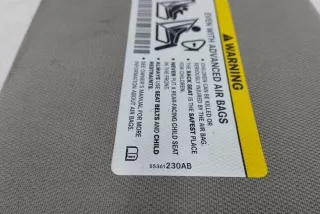 WARNING
EVEN WITH ADVANCED AIR BAGS
• CHILDREN CAN BE KILLED OR
SERIOUSLY INJURED BY THE AIR BAG.
• THE BACK SEAT IS THE SAFEST PLACE
FOR CHILDREN.
• NEVER PUT A REAR-FACING CHILD SEAT
IN THE FRONT.
• ALWAYS USE SEAT BELTS AND CHILD
RESTRAINTS.
• SEE OWNER'S MANUAL FOR MORE
INFORMATION ABOUT AIR BAGS.
55361230AB